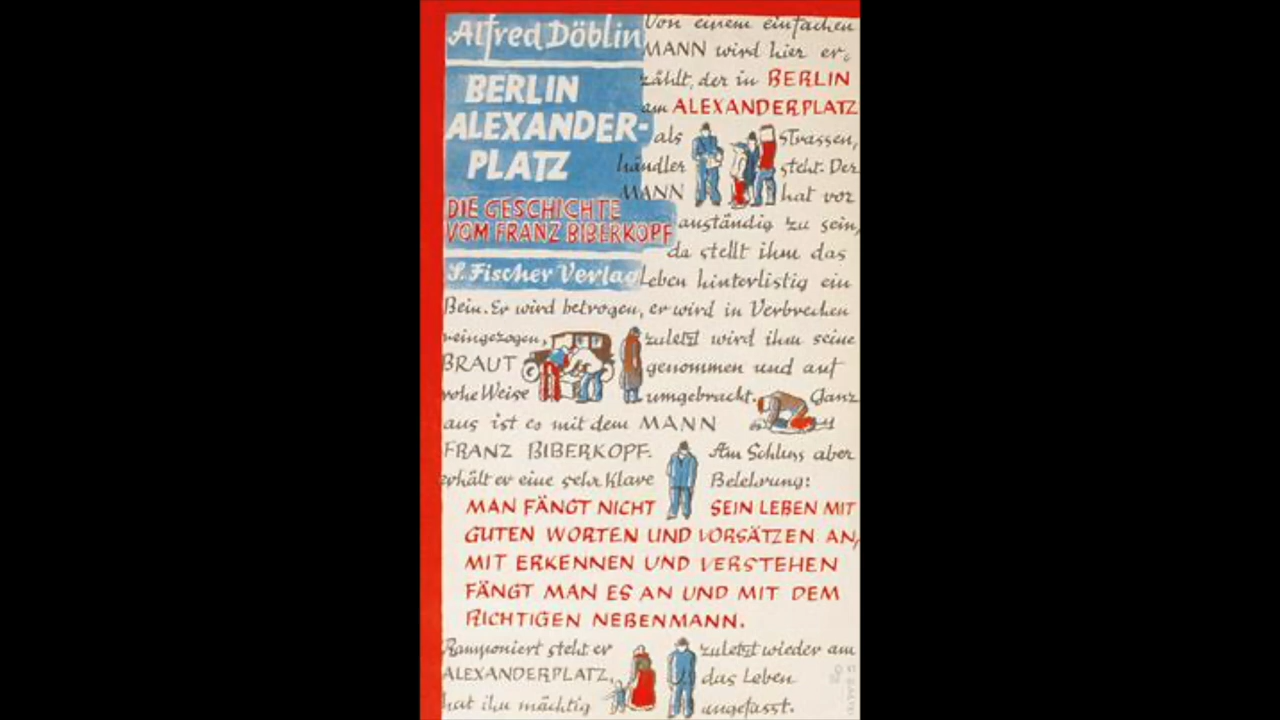 Alfred Döblin
BERLIN
ALEXANDER-
PLATZ
DIE GESCHICHTE
VOM FRANZ BIBERKOPF
S. Fischer Verlag
Von einem einfachen
MANN wird hier er-
zählt, der in BERLIN
am ALEXANDERPLATZ
als Strassen,
händler steht. Der
MANN hat vor
anständig zu sein,
da stellt ihm das
Leben hinterlistig ein
Bein. Er wird betrogen, er wird in Verbrechen
reingezogen, zuletzt wird ihm seine
BRAUT genommen und auf
rohe Weise umgebracht. Ganz
aus ist es mit dem MANN
FRANZ BIBERKOPF. Am Schluss aber
erhält er eine sehr klare Belehrung:
MAN FÄNGT NICHT SEIN LEBEN MIT
GUTEN WORTEN UND VORSÄTZEN AN,
MIT ERKENNEN UND VERSTEHEN
FÄNGT MAN ES AN UND MIT DEM
RICHTIGEN NEBENMANN.
Ramponiert steht er zuletzt wieder am
ALEXANDERPLATZ, das Leben
hat ihn mächtig angefasst.